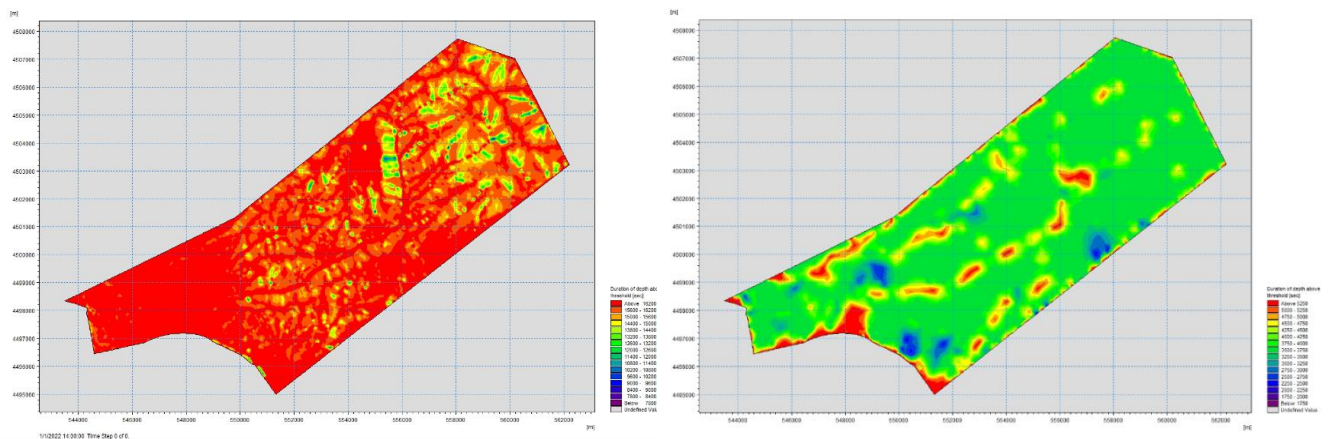 [m]
4508000
4507000
4506000
4505000
4504000
4503000
4502000
4501000
4500000
4499000
4498000
4497000
4496000
4495000
544000 546000 548000 550000 552000 554000 556000 558000 560000 562000
[m]
1/1/2022 14:00:00 Time Step 0 of 0.
Duration of depth abo
threshold [sec]
Above 16200
15600 - 16200
15000 - 15600
14400 - 15000
13800 - 14400
13200 - 13800
12600 - 13200
12000 - 12600
11400 - 12000
10800 - 11400
10200 - 10800
9600 - 10200
9000 - 9600
8400 - 9000
7800 - 8400
Below 7800
Undefined Valu
[m]
4508000
4507000
4506000
4505000
4504000
4503000
4502000
4501000
4500000
4499000
4498000
4497000
4496000
4495000
544000 546000 548000 550000 552000 554000 556000 558000 560000 562000
[m]
Duration of depth above
threshold [sec]
Above 5250
5000 - 5250
4750 - 5000
4500 - 4750
4250 - 4500
4000 - 4250
3750 - 4000
3500 - 3750
3250 - 3500
3000 - 3250
2750 - 3000
2500 - 2750
2250 - 2500
2000 - 2250
1750 - 2000
Below 1750
Undefined Value